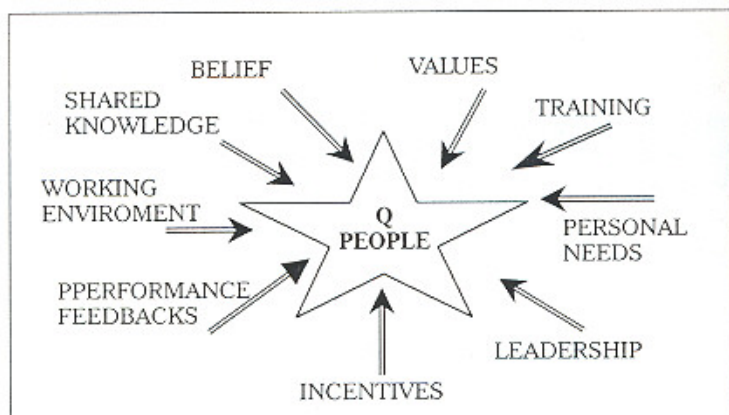 BELIEF
VALUES
SHARED
KNOWLEDGE
TRAINING
WORKING
ENVIROMENT
Q
PEOPLE
PERSONAL
NEEDS
PPERFORMANCE
FEEDBACKS
LEADERSHIP
INCENTIVES